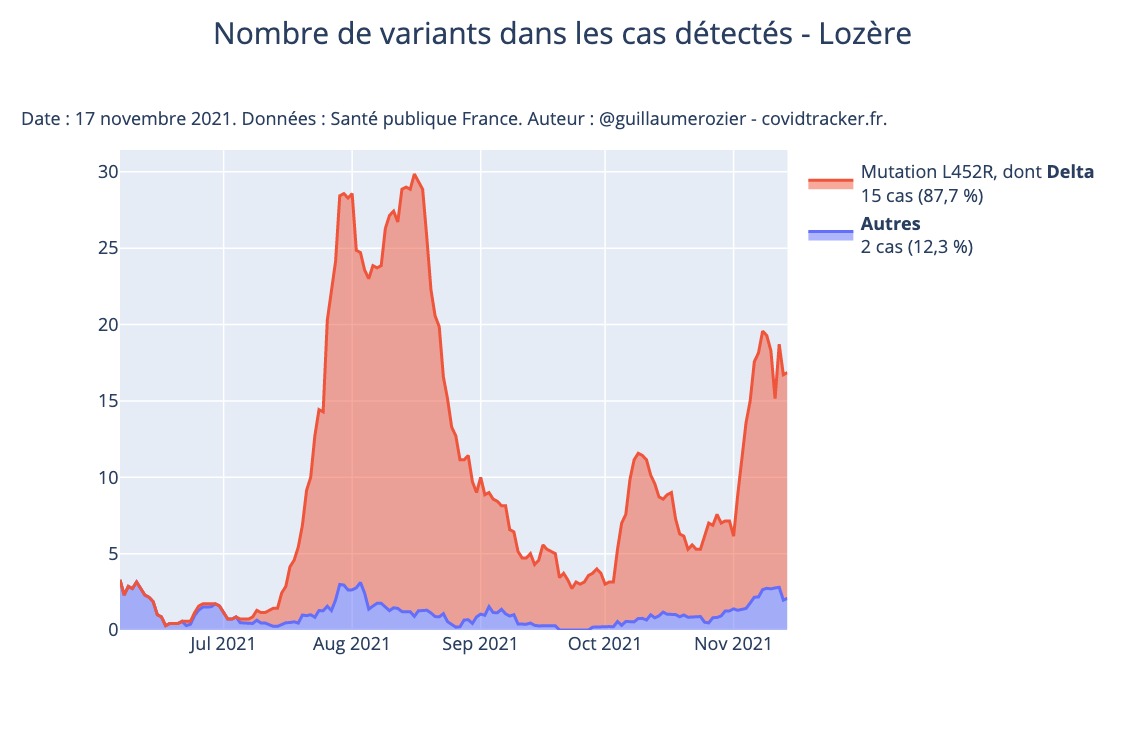 Nombre de variants dans les cas détectés - Lozère
Date : 17 novembre 2021. Données : Santé publique France. Auteur : @guillaumerozier - covidtracker.fr.
30
25
20
15
10
5
0
Jul 2021
Aug 2021
Sep 2021
Oct 2021
Nov 2021
Mutation L452R, dont Delta
15 cas (87,7 %)
Autres
2 cas (12,3 %)